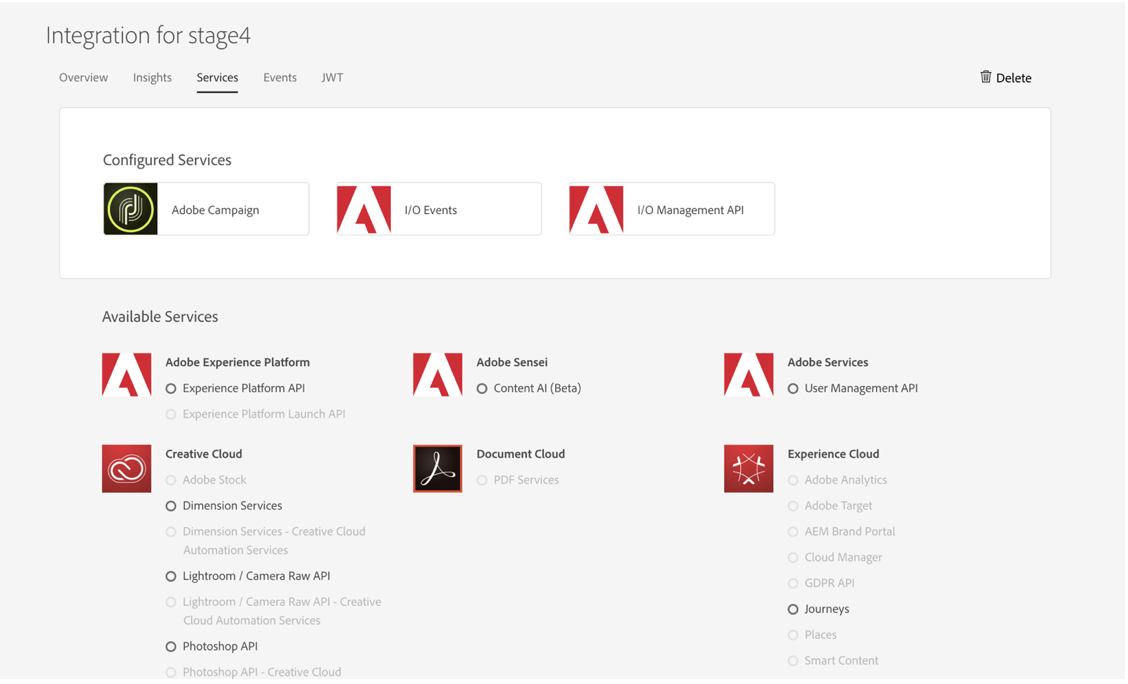 Integration for stage4
Overview Insights Services Events JWT Delete
Configured Services
Adobe Campaign
I/O Events
I/O Management API
Available Services
Adobe Experience Platform
Experience Platform API
Experience Platform Launch API
Adobe Sensei
Content AI (Beta)
Adobe Services
User Management API
Creative Cloud
Adobe Stock
Dimension Services
Dimension Services - Creative Cloud
Automation Services
Lightroom / Camera Raw API
Lightroom / Camera Raw API - Creative
Cloud Automation Services
Photoshop API
Photoshop API - Creative Cloud
Document Cloud
PDF Services
Experience Cloud
Adobe Analytics
Adobe Target
AEM Brand Portal
Cloud Manager
GDPR API
Journeys
Places
Smart Content